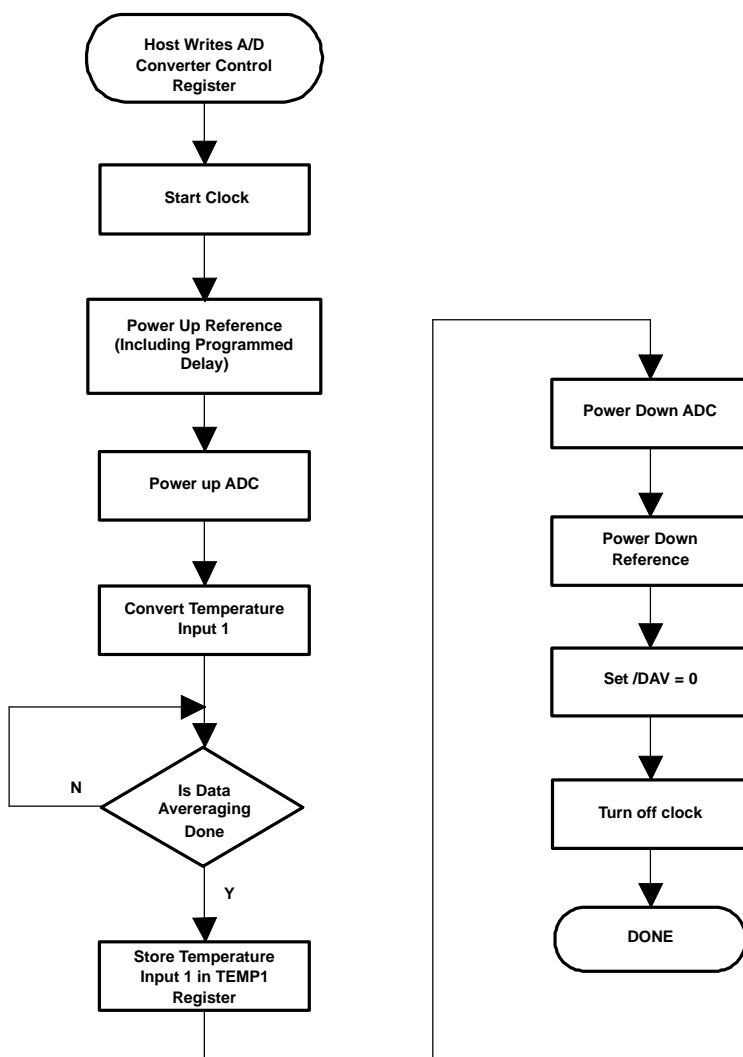 Host Writes A/D
Converter Control
Register
Start Clock
Power Up Reference
(Including Programmed
Delay)
Power up ADC
Convert Temperature
Input 1
N
Is Data
Avereraging
Done
Y
Store Temperature
Input 1 in TEMP1
Register
Power Down ADC
Power Down
Reference
Set /DAV = 0
Turn off clock
DONE